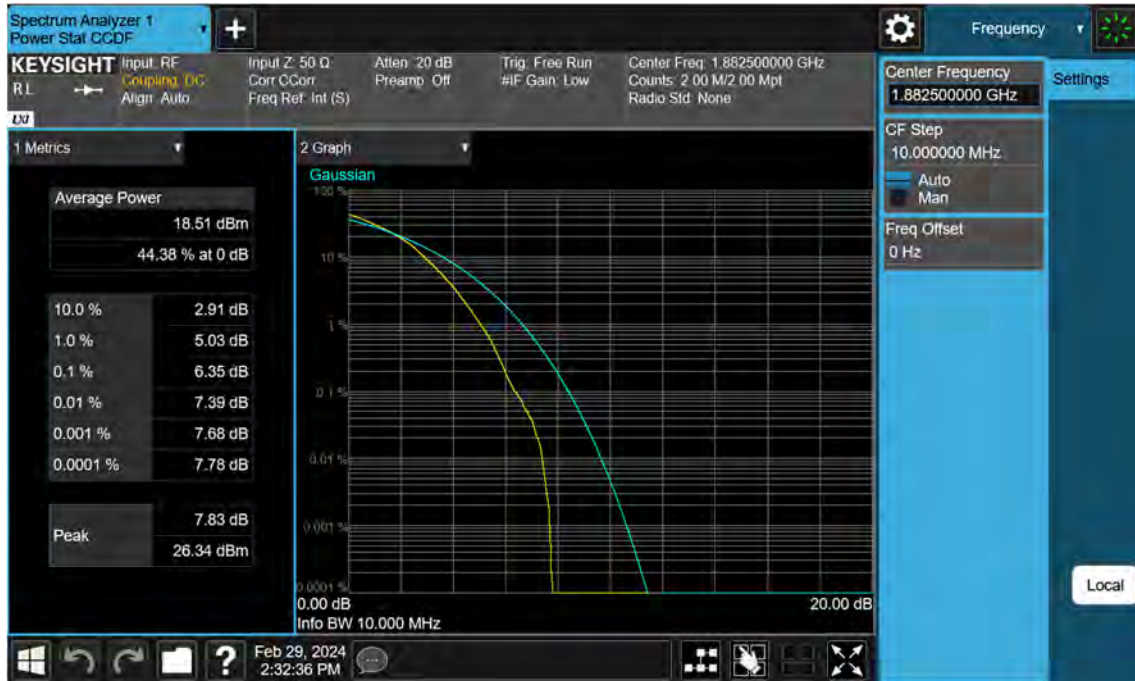 Spectrum Analyzer 1
Power Stat CCDF
Frequency
KEYSIGHT
RL
LXI
Input: RF
Coupling: DC
Align: Auto
Input Z: 50 Ω
Corr CCorr
Freq Ref: Int (S)
Atten: 20 dB
Preamp: Off
Trig: Free Run
#IF Gain: Low
Center Freq: 1.882500000 GHz
Counts: 2.00 M/2.00 Mpt
Radio Std: None
Center Frequency
1.882500000 GHz
Settings
CF Step
10.000000 MHz
Auto
Man
Freq Offset
0 Hz
Local
1 Metrics
Average Power
18.51 dBm
44.38 % at 0 dB
10.0 % 2.91 dB
1.0 % 5.03 dB
0.1 % 6.35 dB
0.01 % 7.39 dB
0.001 % 7.68 dB
0.0001 % 7.78 dB
Peak
7.83 dB
26.34 dBm
2 Graph
Gaussian
100 %
10 %
1 %
0.1 %
0.01 %
0.001 %
0.0001 %
0.00 dB
20.00 dB
Info BW 10.000 MHz
?
Feb 29, 2024
2:32:36 PM